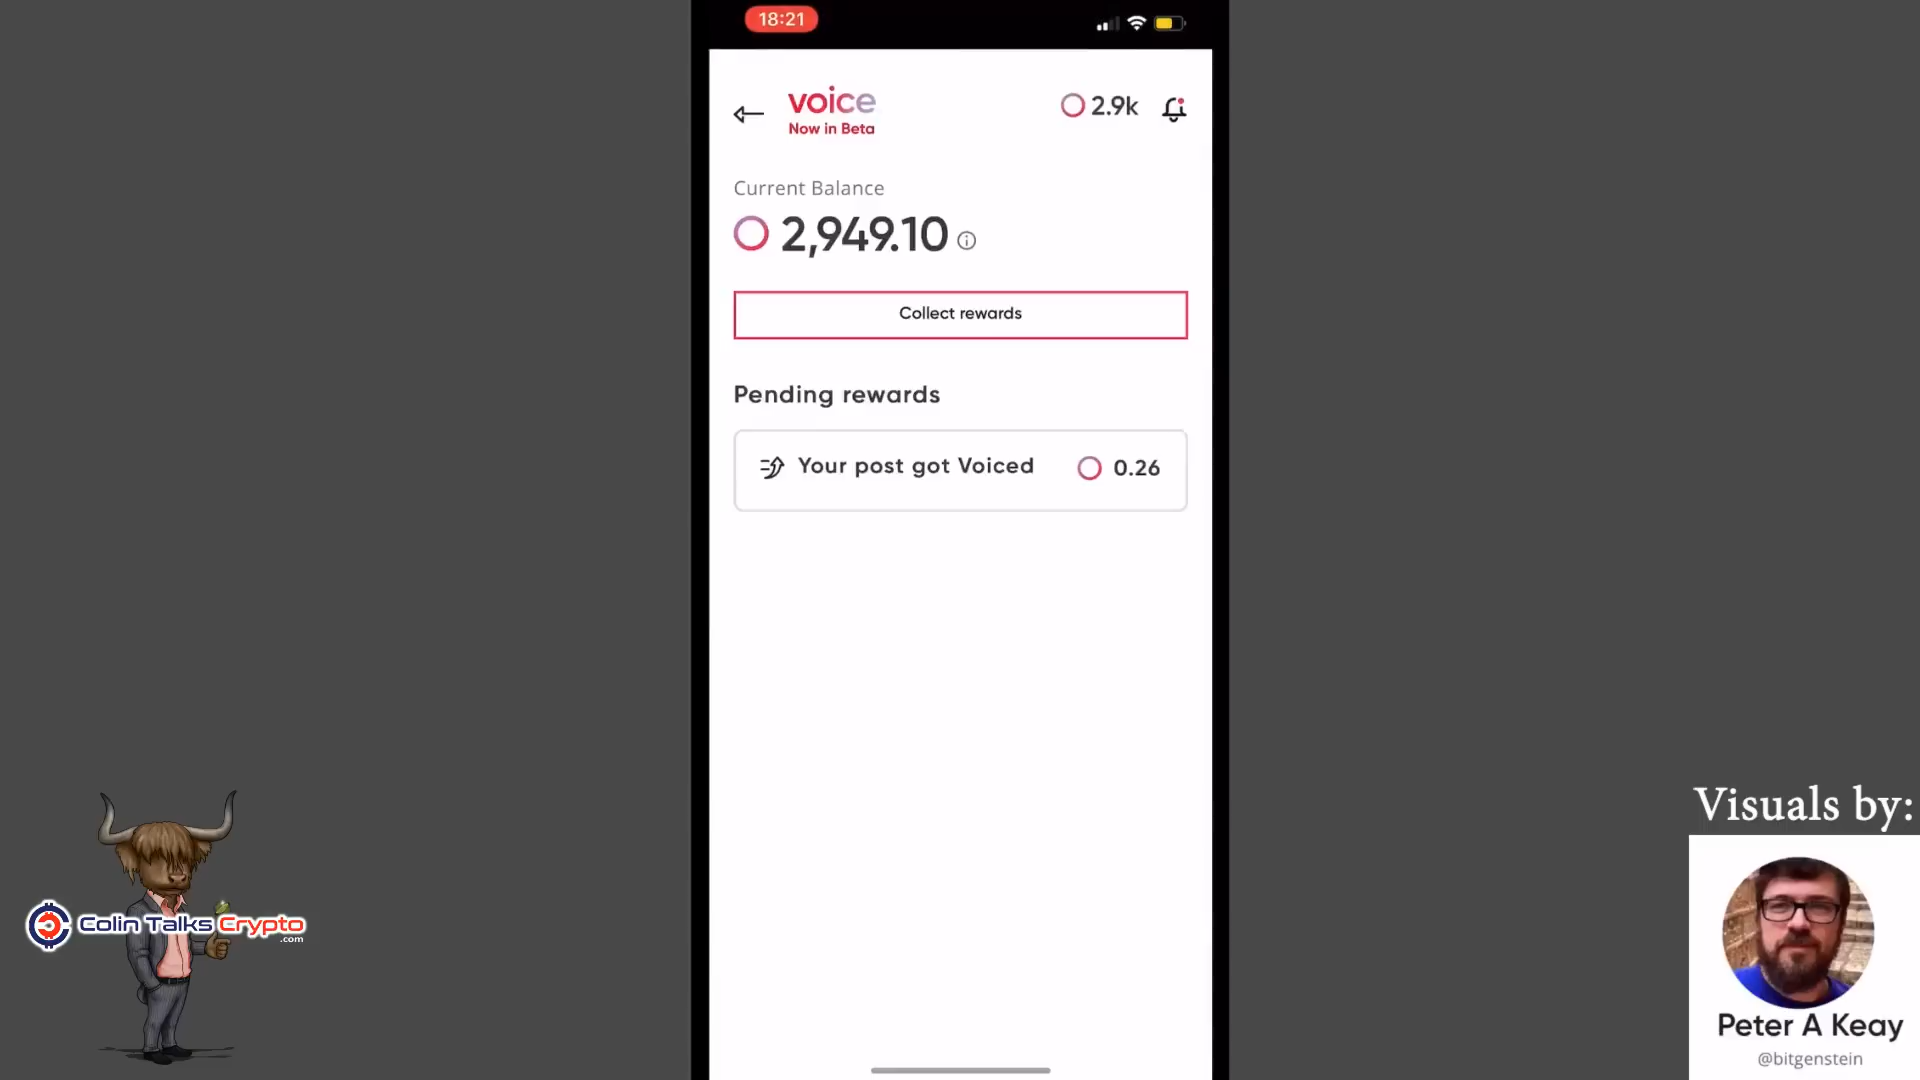 18:21
voice
Now in Beta
2.9k
Current Balance
2,949.10
Collect rewards
Pending rewards
Your post got Voiced
0.26
Colin Talks Crypto
.com
Visuals by:
Peter A Keay
@bitgenstein